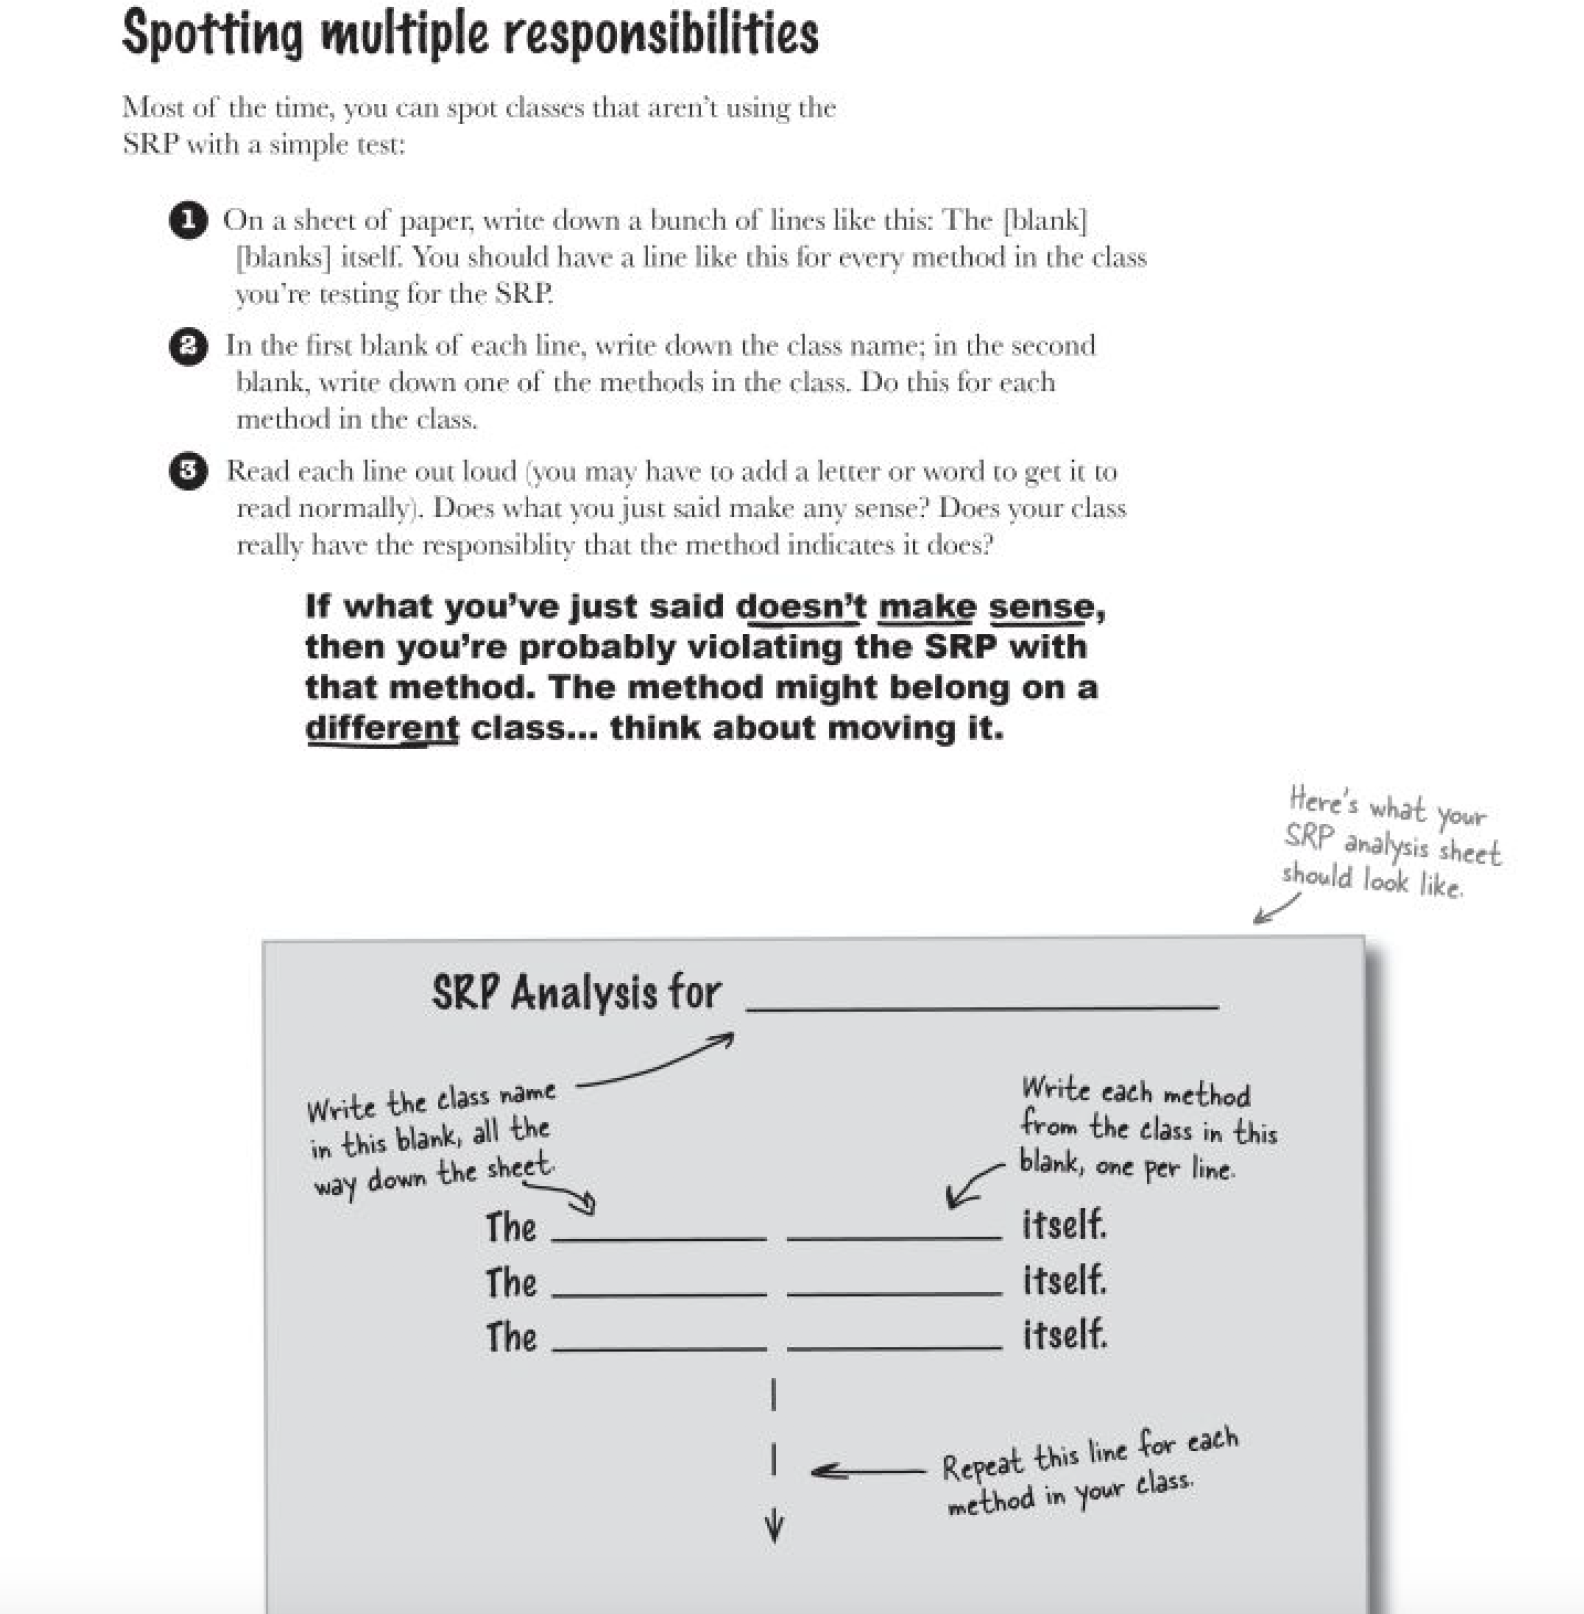 Spotting multiple responsibilities
Most of the time, you can spot classes that aren't using the
SRP with a simple test:
1 On a sheet of paper, write down a bunch of lines like this: The [blank]
[blanks] itself. You should have a line like this for every method in the class
you're testing for the SRP.
2 In the first blank of each line, write down the class name; in the second
blank, write down one of the methods in the class. Do this for each
method in the class.
3 Read each line out loud (you may have to add a letter or word to get it to
read normally). Does what you just said make any sense? Does your class
really have the responsiblity that the method indicates it does?
If what you've just said doesn't make sense,
then you're probably violating the SRP with
that method. The method might belong on a
different class... think about moving it.
Here's what your
SRP analysis sheet
should look like.
SRP Analysis for
Write the class name
in this blank, all the
way down the sheet.
Write each method
from the class in this
blank, one per line.
The itself.
The itself.
The itself.
Repeat this line for each
method in your class.